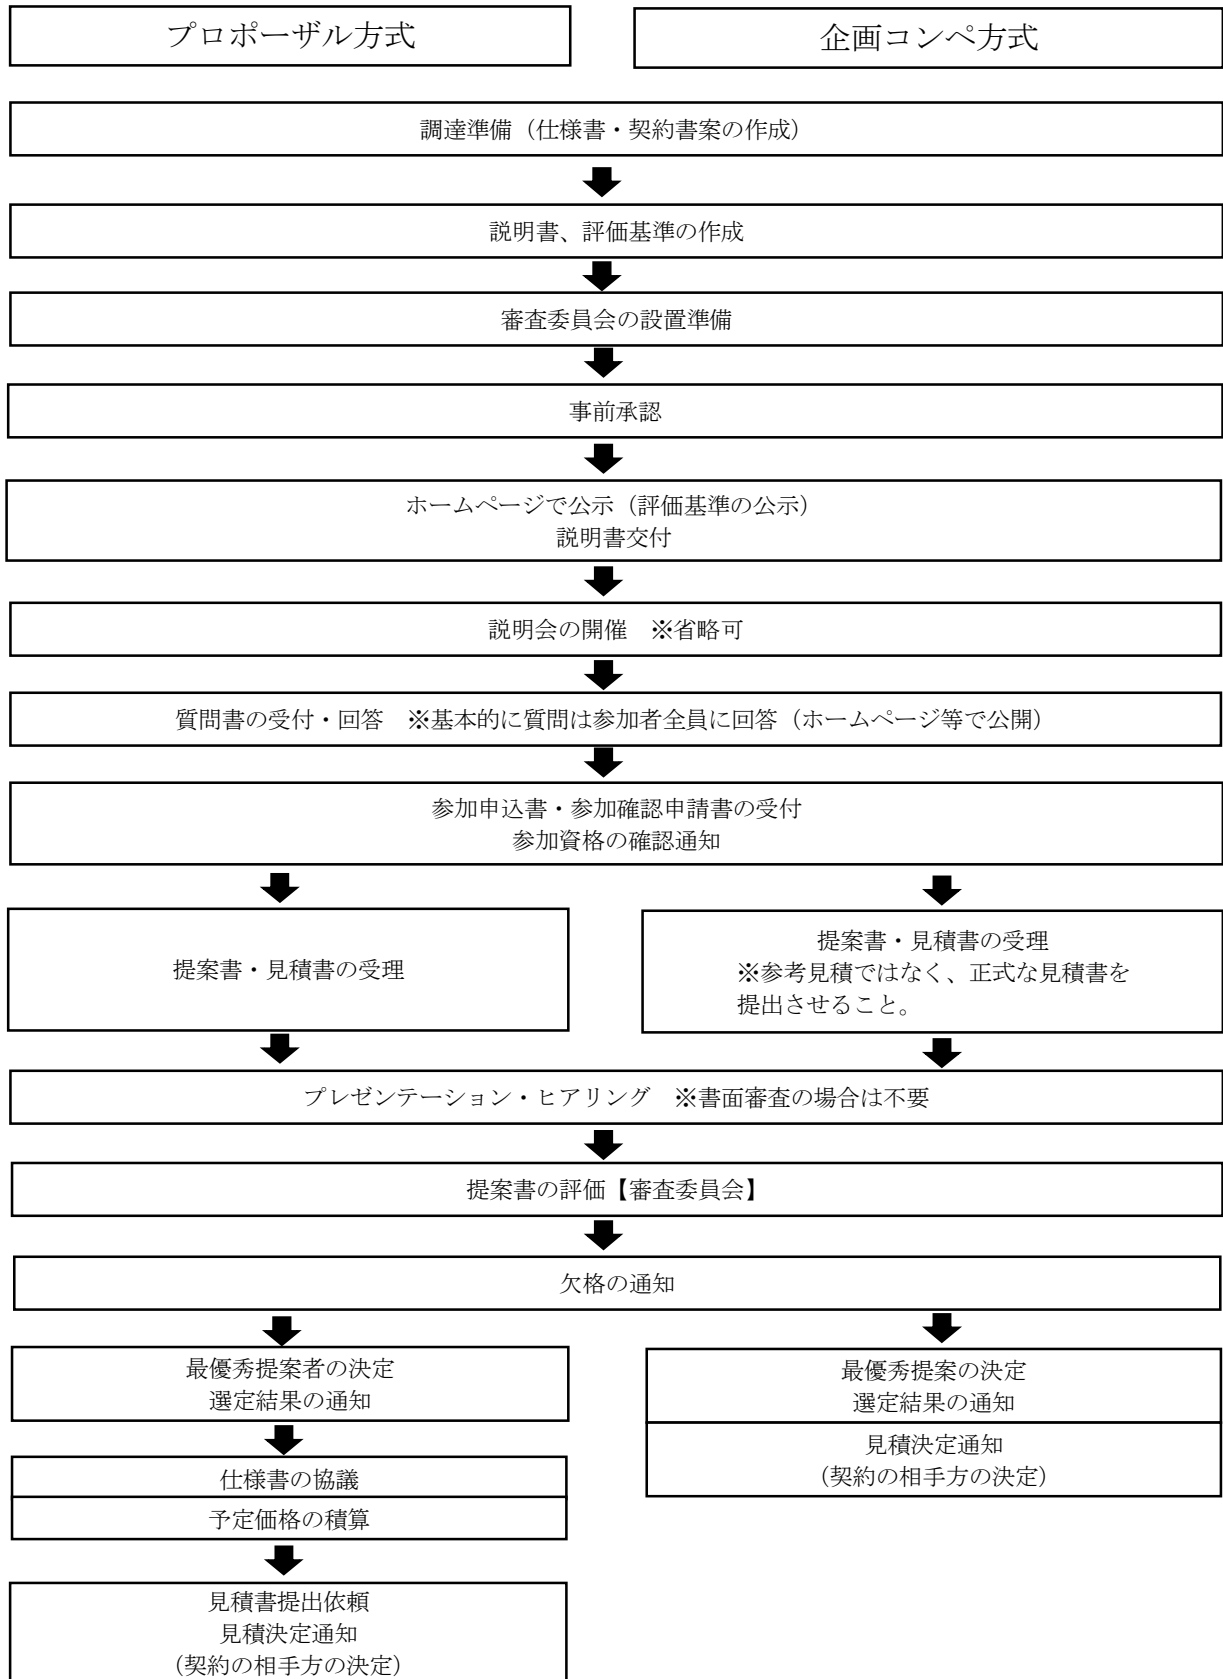 プロポーザル方式
企画コンペ方式
調達準備（仕様書・契約書案の作成）
説明書、評価基準の作成
審査委員会の設置準備
事前承認
ホームページで公示（評価基準の公示）
説明書交付
説明会の開催　※省略可
質問書の受付・回答　※基本的に質問は参加者全員に回答（ホームページ等で公開）
参加申込書・参加確認申請書の受付
参加資格の確認通知
提案書・見積書の受理
提案書・見積書の受理
※参考見積ではなく、正式な見積書を
提出させること。
プレゼンテーション・ヒアリング　※書面審査の場合は不要
提案書の評価【審査委員会】
欠格の通知
最優秀提案者の決定
選定結果の通知
仕様書の協議
予定価格の積算
見積書提出依頼
見積決定通知
（契約の相手方の決定）
最優秀提案の決定
選定結果の通知
見積決定通知
（契約の相手方の決定）